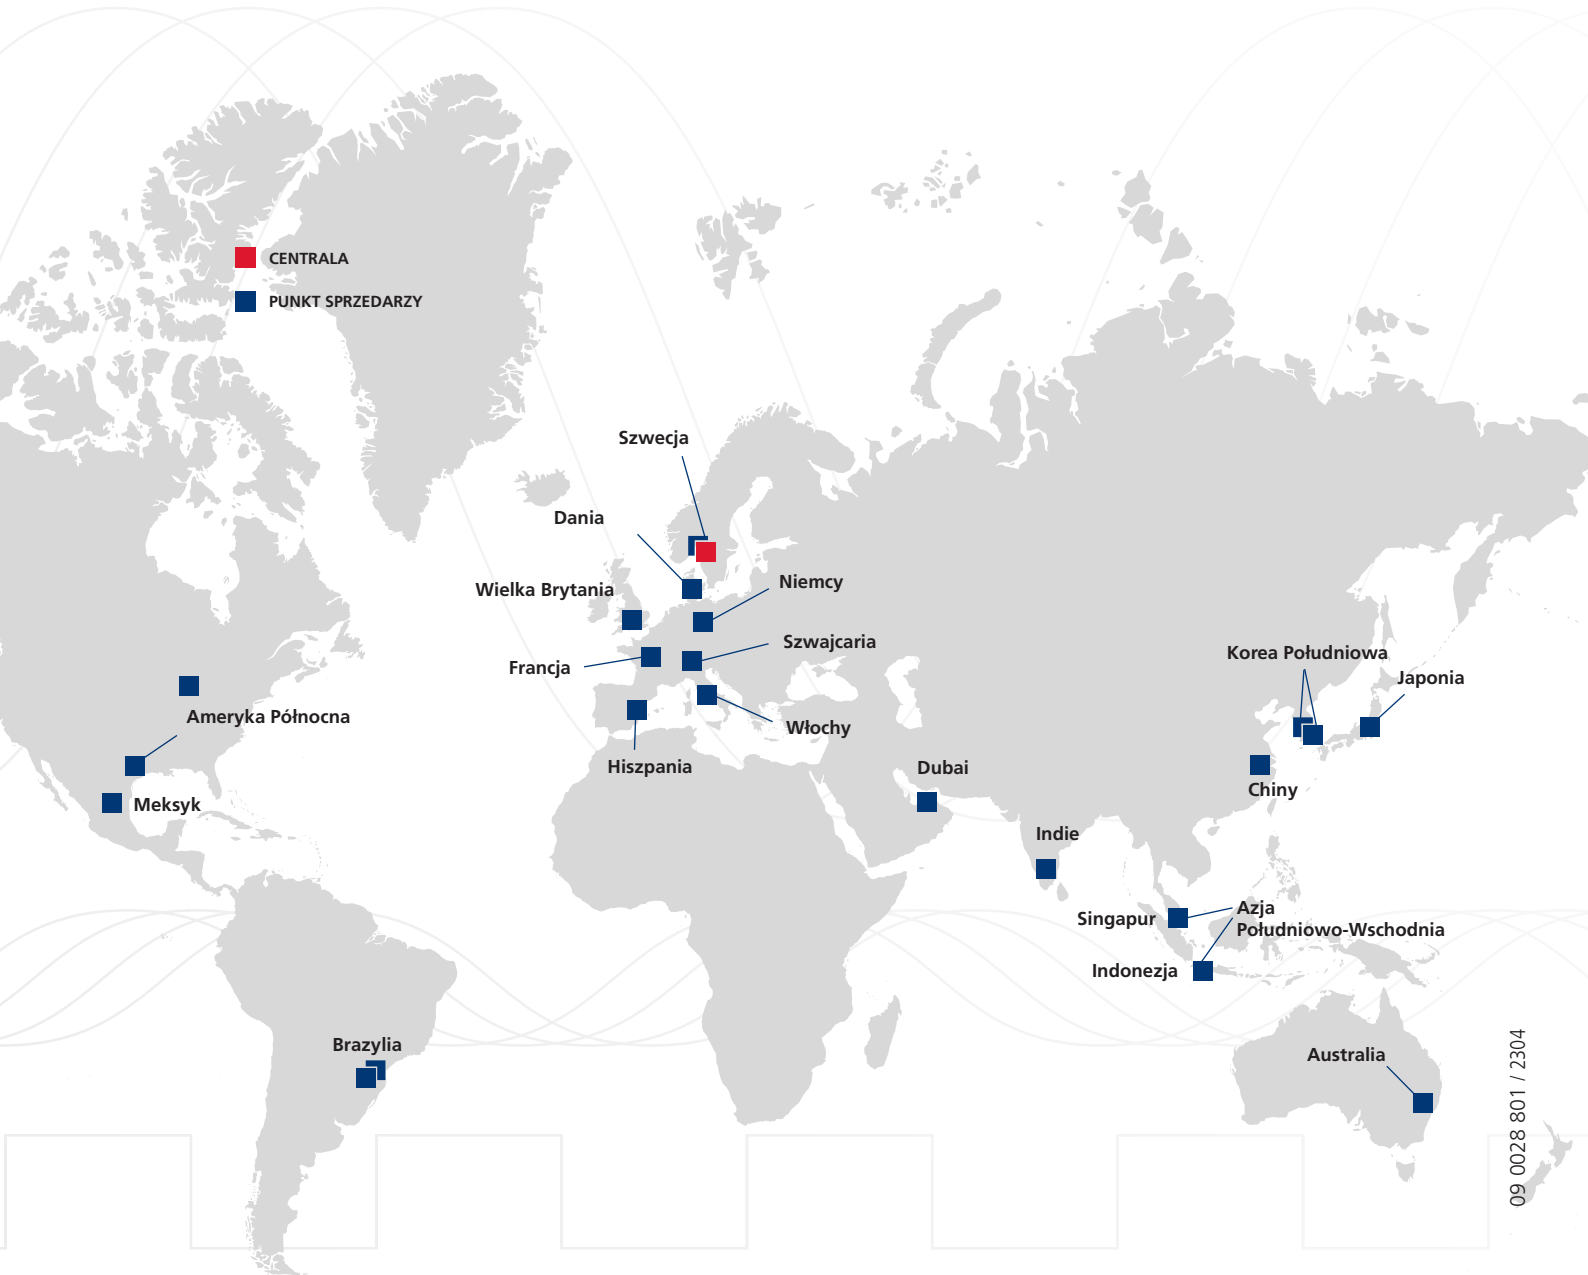 CENTRALA
PUNKT SPRZEDARZY
Szwecja
Dania
Niemcy
Wielka Brytania
Szwajcaria
Francja
Korea Południowa
Japonia
Ameryka Północna
Włochy
Hiszpania
Dubai
Chiny
Meksyk
Indie
Singapur
Azja
Południowo-Wschodnia
Indonezja
Brazylia
Australia
09 0028 801 / 2304